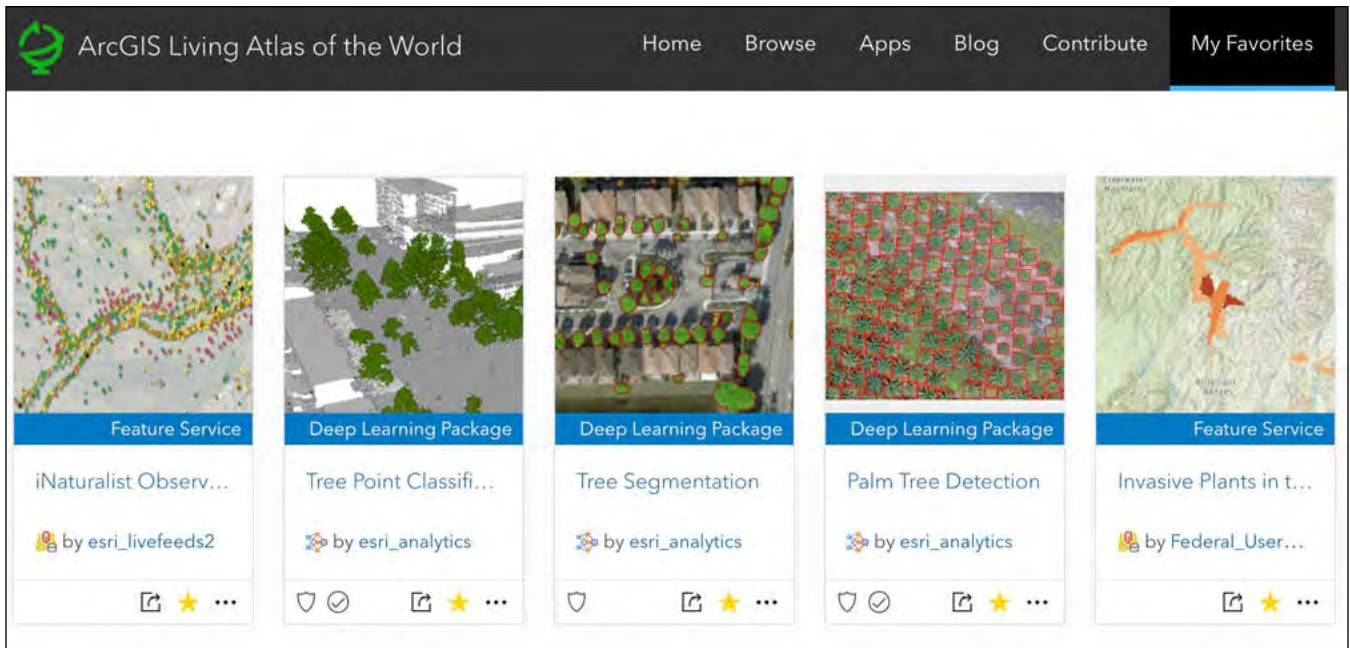 ArcGIS Living Atlas of the World
Home Browse Apps Blog Contribute My Favorites
Feature Service
iNaturalist Observ...
by esri_livefeeds2
Deep Learning Package
Tree Point Classifi...
by esri_analytics
Deep Learning Package
Tree Segmentation
by esri_analytics
Deep Learning Package
Palm Tree Detection
by esri_analytics
Clearwater
Mountains
Feature Service
Invasive Plants in t...
by Federal_User...